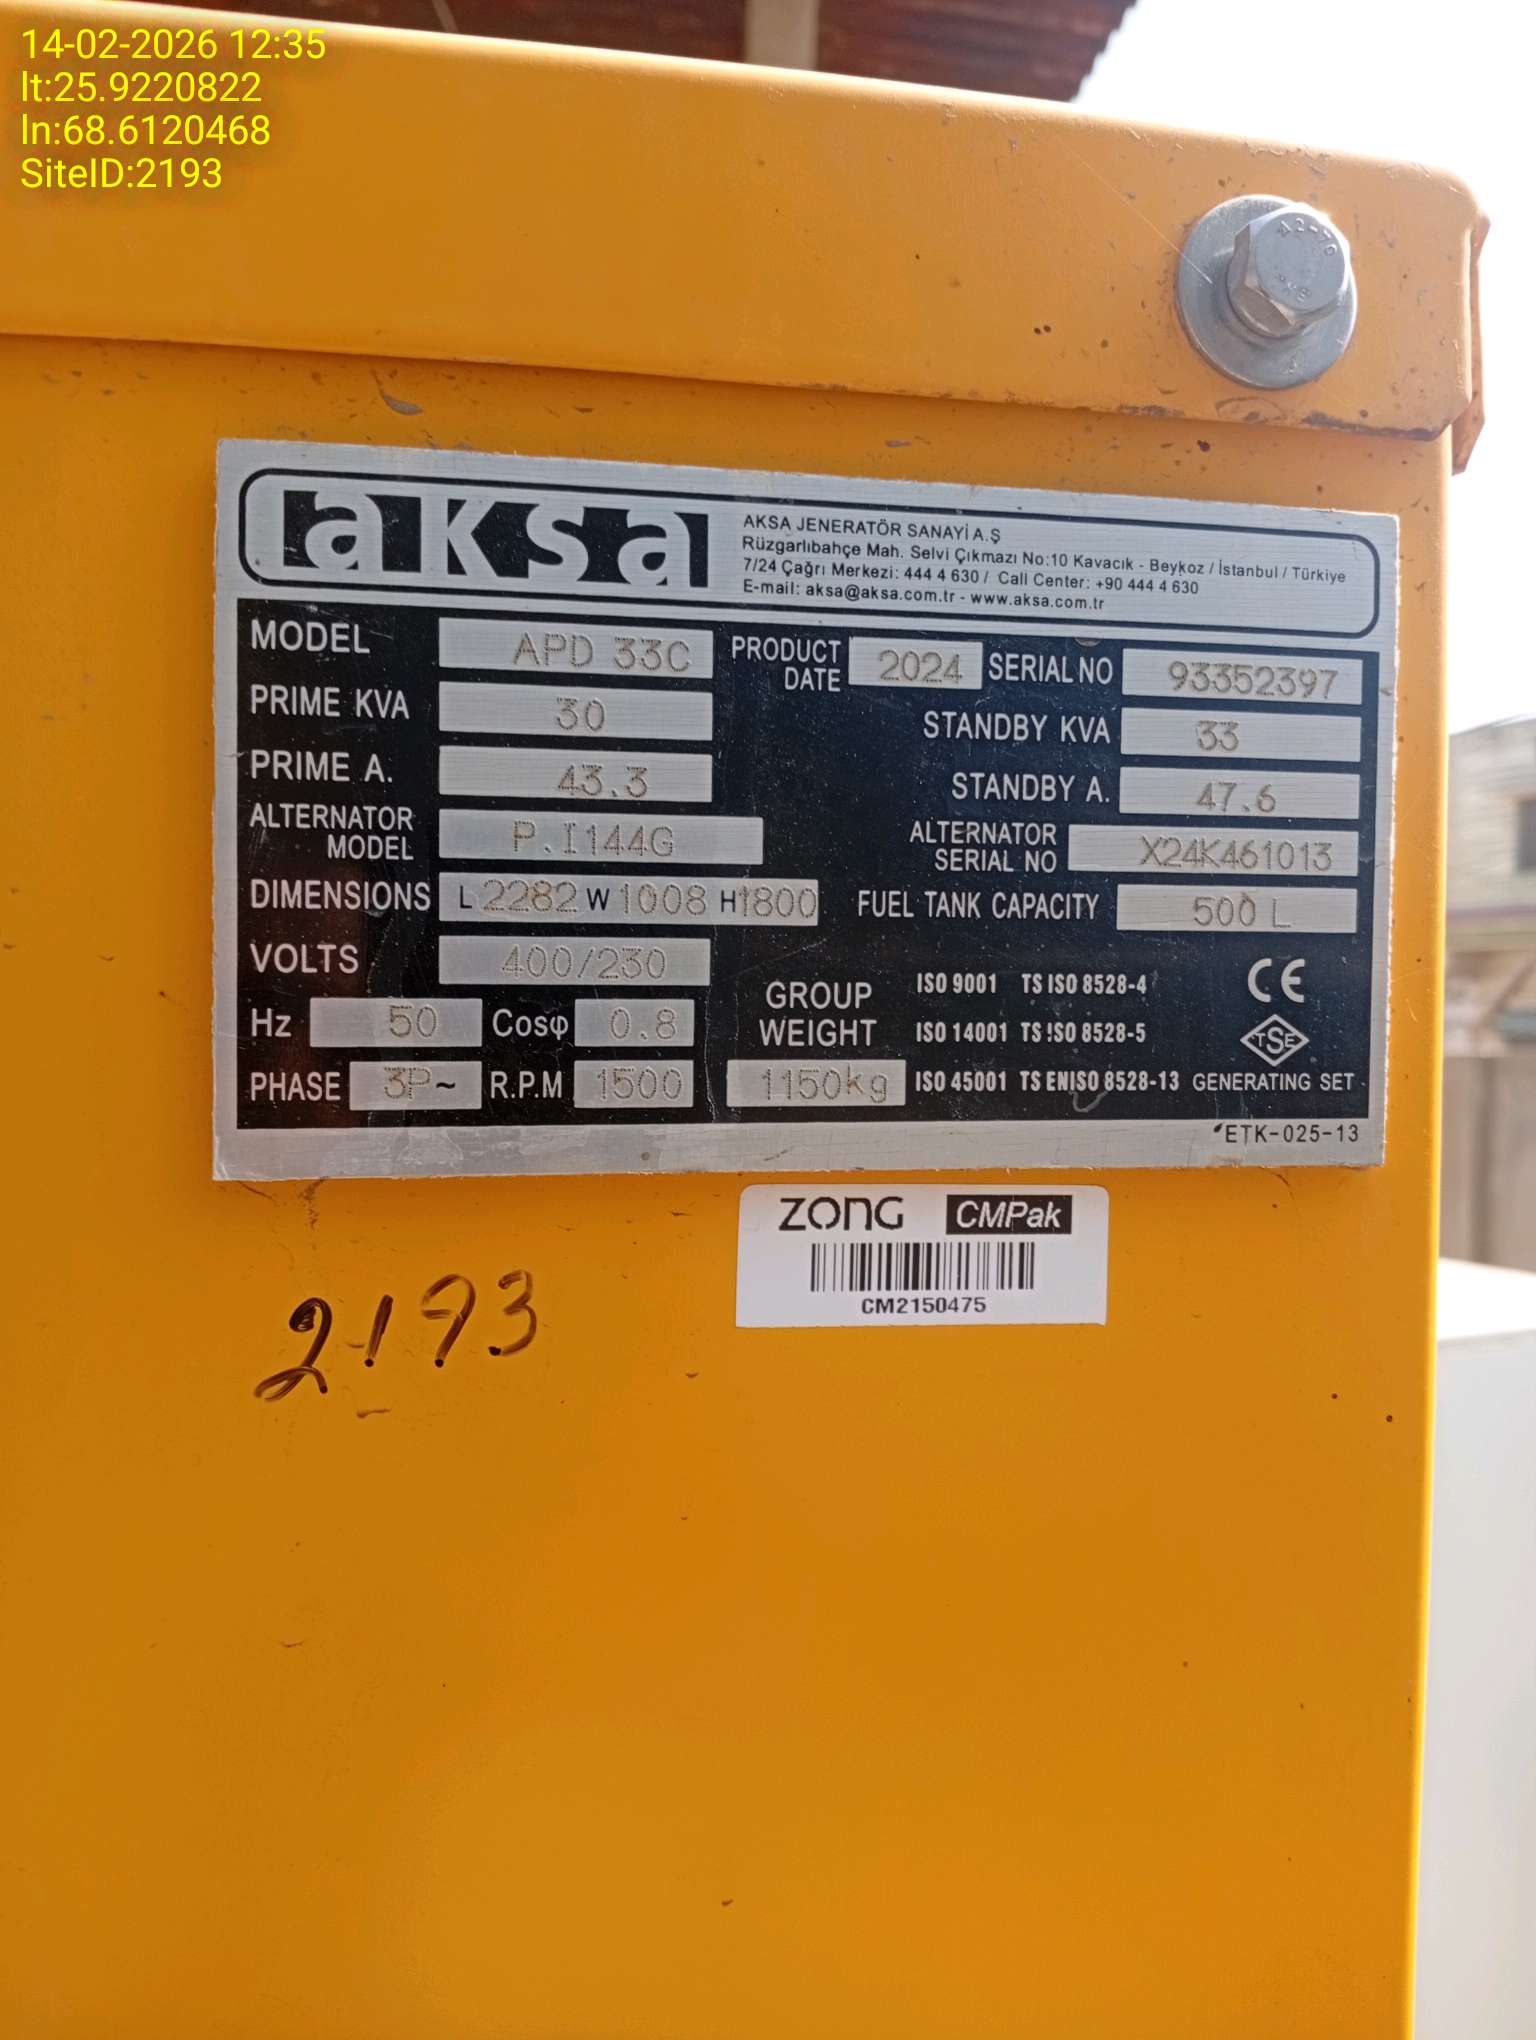 14-02-2026 12:35
lt:25.9220822
ln:68.6120468
SiteID:2193
A2-70
aksa
AKSA JENERATÖR SANAYİ A.Ş
Rüzgarlıbahçe Mah. Selvi Çıkmazı No:10 Kavacık - Beykoz / İstanbul / Türkiye
7/24 Çağrı Merkezi: 444 4 630 / Call Center: +90 444 4 630
E-mail: aksa@aksa.com.tr - www.aksa.com.tr
MODEL APD 33C PRODUCT DATE 2024 SERIAL NO 93352397
PRIME KVA 30 STANDBY KVA 33
PRIME A. 43.3 STANDBY A. 47.6
ALTERNATOR MODEL P.I144G ALTERNATOR SERIAL NO X24K461013
DIMENSIONS L 2282 W 1008 H 1800 FUEL TANK CAPACITY 500 L
VOLTS 400/230
Hz 50 Cosφ 0.8
PHASE 3P~ R.P.M 1500
GROUP WEIGHT 1150kg
ISO 9001 TS ISO 8528-4
ISO 14001 TS ISO 8528-5
ISO 45001 TS EN ISO 8528-13
CE
TSE
GENERATING SET
ETK-025-13
ZONG CMPak
CM2150475
2193